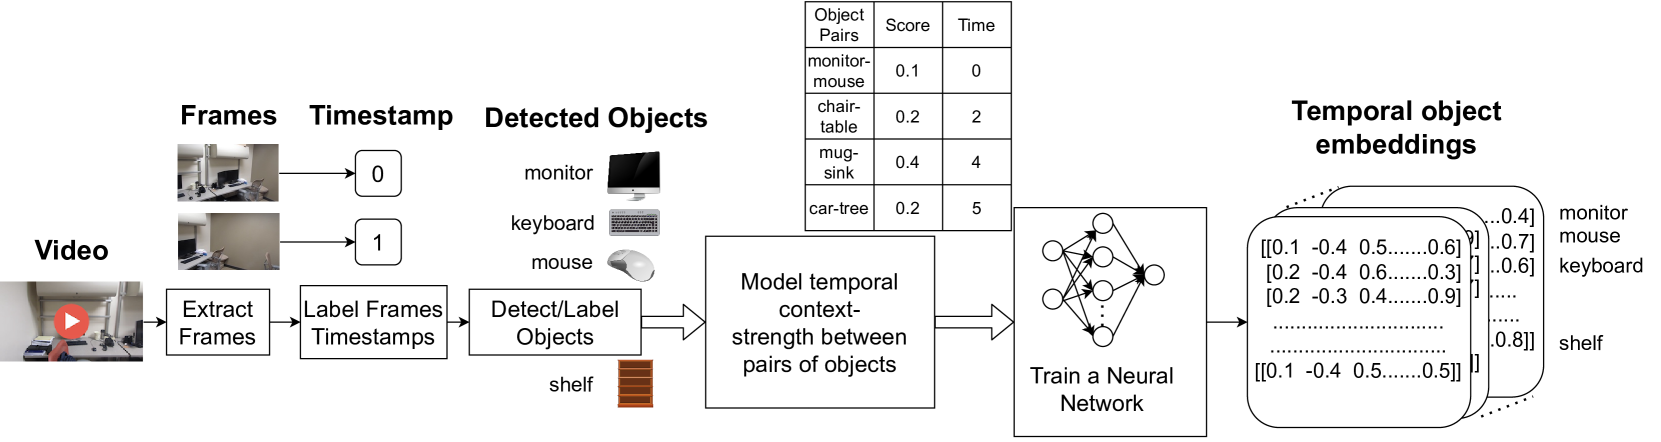 Video
Extract
Frames
Frames
Timestamp
0
1
Label Frames
Timestamps
Detected Objects
monitor
keyboard
mouse
Detect/Label
Objects
shelf
Object
Pairs
Score
Time
monitor-
mouse
0.1
0
chair-
table
0.2
2
mug-
sink
0.4
4
car-tree
0.2
5
Model temporal
context-
strength between
pairs of objects
Train a Neural
Network
Temporal object
embeddings
[[0.1 -0.4 0.5.......0.6]
[0.2 -0.4 0.6.......0.3]
[0.2 -0.3 0.4.......0.9]
...............................
................................
[[0.1 -0.4 0.5.......0.5]]
...0.4]
..0.7]
..0.6]
.....
.....
.0.8]]
monitor
mouse
keyboard
shelf